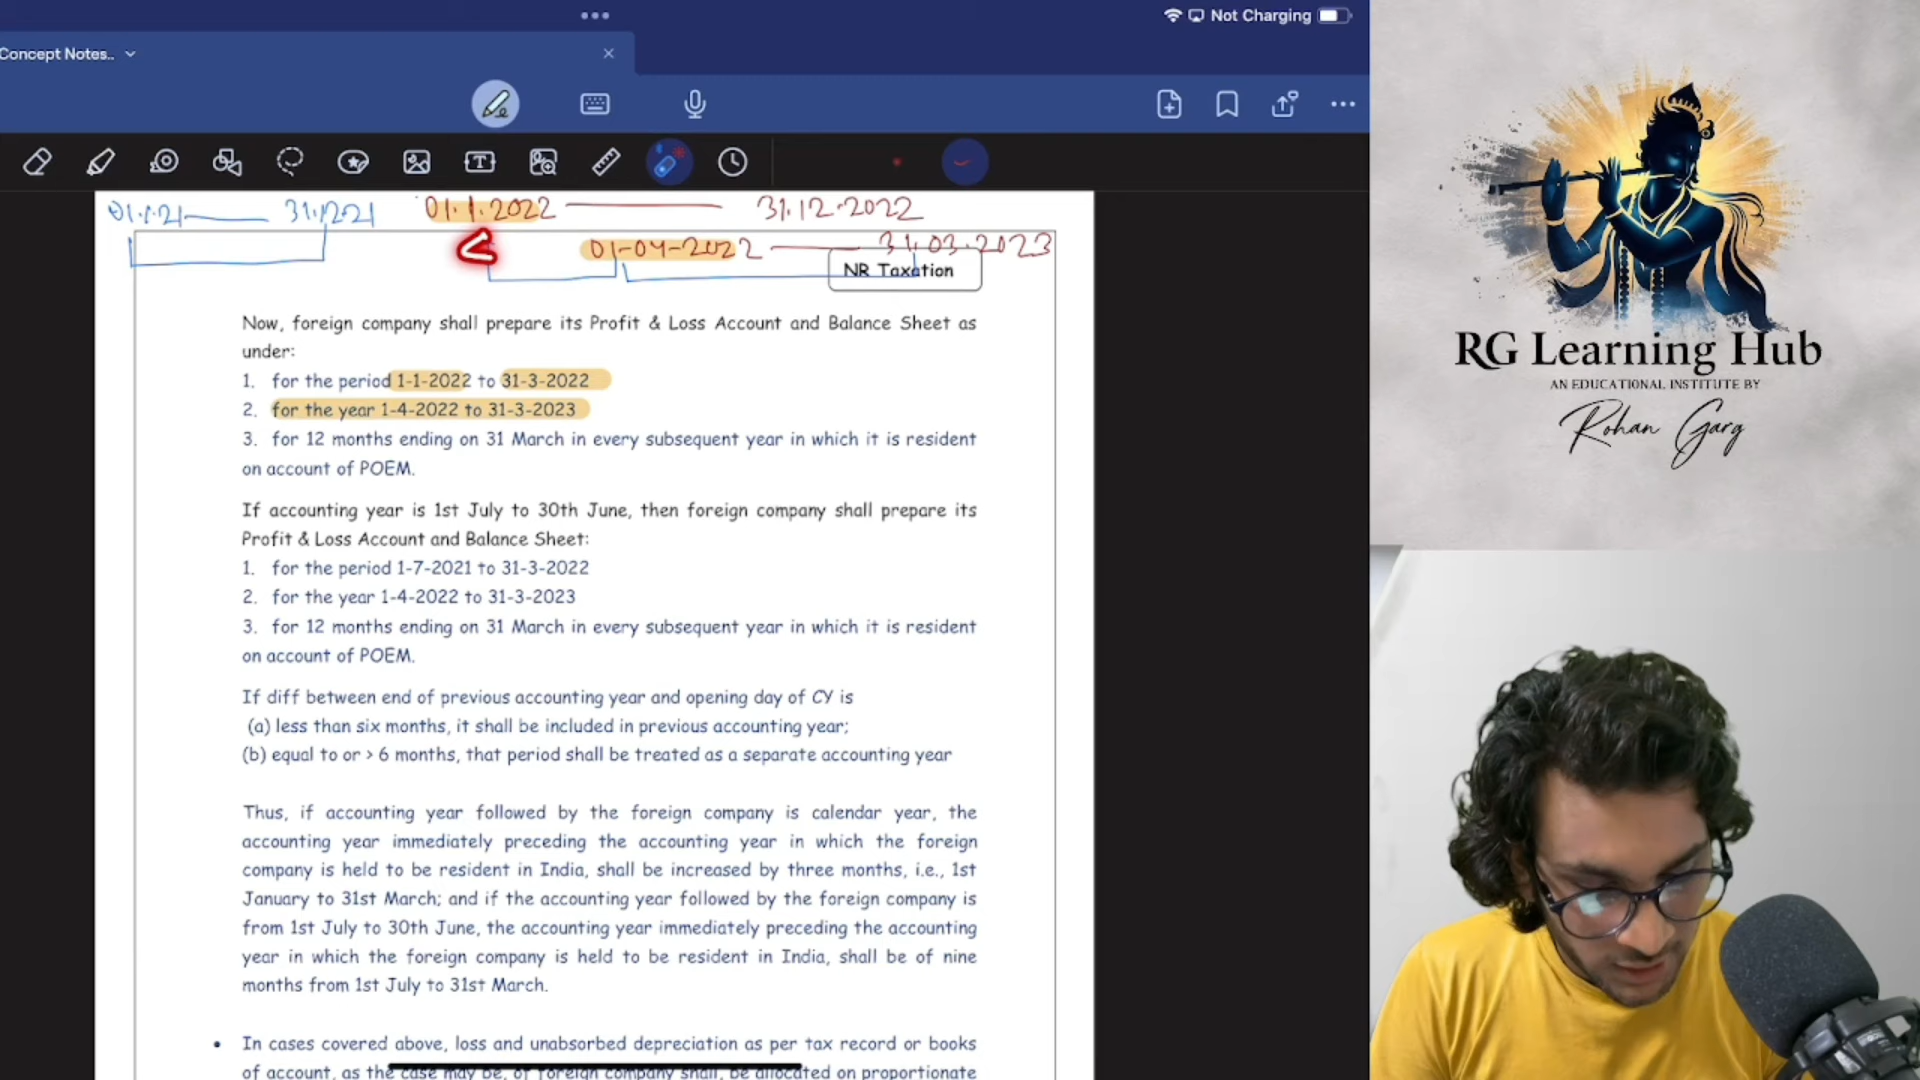 Not Charging
Concept Notes..
01.1.21 31.12.21 01.1.2022 31.12.2022
01-04-2022 31.03.2023
NR Taxation
Now, foreign company shall prepare its Profit & Loss Account and Balance Sheet as
under:
1. for the period 1-1-2022 to 31-3-2022
2. for the year 1-4-2022 to 31-3-2023
3. for 12 months ending on 31 March in every subsequent year in which it is resident
on account of POEM.
If accounting year is 1st July to 30th June, then foreign company shall prepare its
Profit & Loss Account and Balance Sheet:
1. for the period 1-7-2021 to 31-3-2022
2. for the year 1-4-2022 to 31-3-2023
3. for 12 months ending on 31 March in every subsequent year in which it is resident
on account of POEM.
If diff between end of previous accounting year and opening day of CY is
(a) less than six months, it shall be included in previous accounting year;
(b) equal to or > 6 months, that period shall be treated as a separate accounting year
Thus, if accounting year followed by the foreign company is calendar year, the
accounting year immediately preceding the accounting year in which the foreign
company is held to be resident in India, shall be increased by three months, i.e., 1st
January to 31st March; and if the accounting year followed by the foreign company is
from 1st July to 30th June, the accounting year immediately preceding the accounting
year in which the foreign company is held to be resident in India, shall be of nine
months from 1st July to 31st March.
• In cases covered above, loss and unabsorbed depreciation as per tax record or books
of account, as the case may be, of foreign company shall, be allocated on proportionate
RG Learning Hub
AN EDUCATIONAL INSTITUTE BY
Rohan Garg